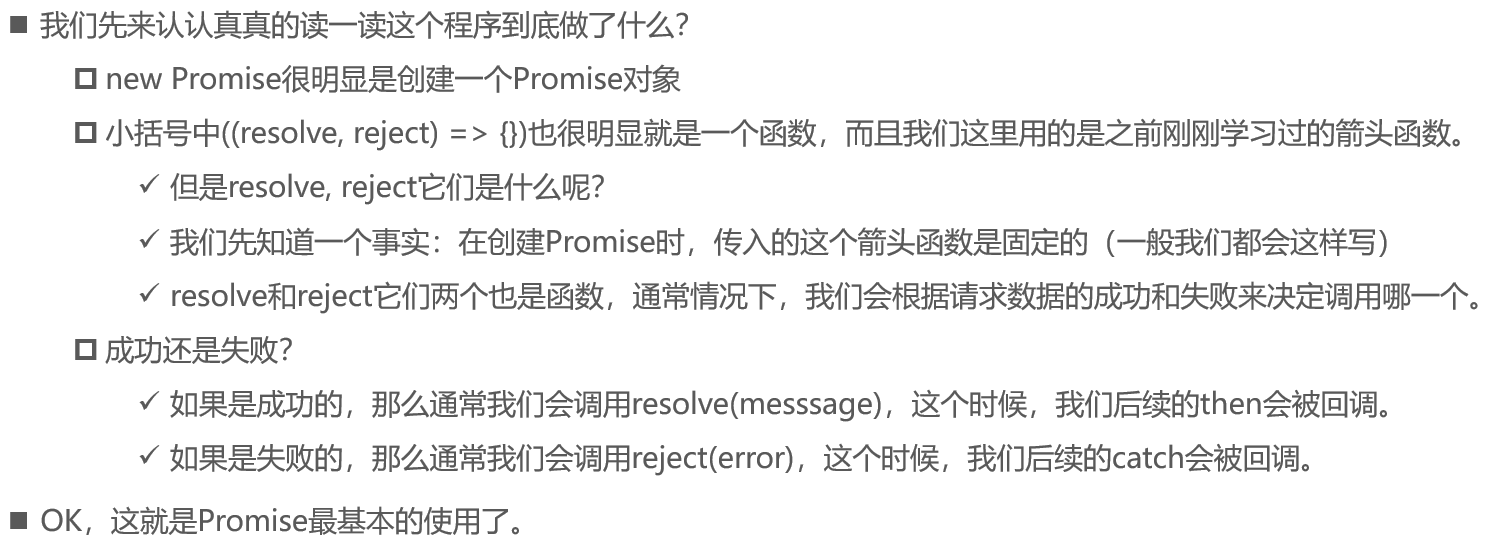 ■ 我们先来认认真真的读一读这个程序到底做了什么?
□ new Promise很明显是创建一个Promise对象
□ 小括号中((resolve, reject) => {})也很明显就是一个函数，而且我们这里用的是之前刚刚学习过的箭头函数。
✓ 但是resolve, reject它们是什么呢?
✓ 我们先知道一个事实：在创建Promise时，传入的这个箭头函数是固定的（一般我们都会这样写）
✓ resolve和reject它们两个也是函数，通常情况下，我们会根据请求数据的成功和失败来决定调用哪一个。
□ 成功还是失败?
✓ 如果是成功的，那么通常我们会调用resolve(messsage)，这个时候，我们后续的then会被回调。
✓ 如果是失败的，那么通常我们会调用reject(error)，这个时候，我们后续的catch会被回调。
■ OK，这就是Promise最基本的使用了。